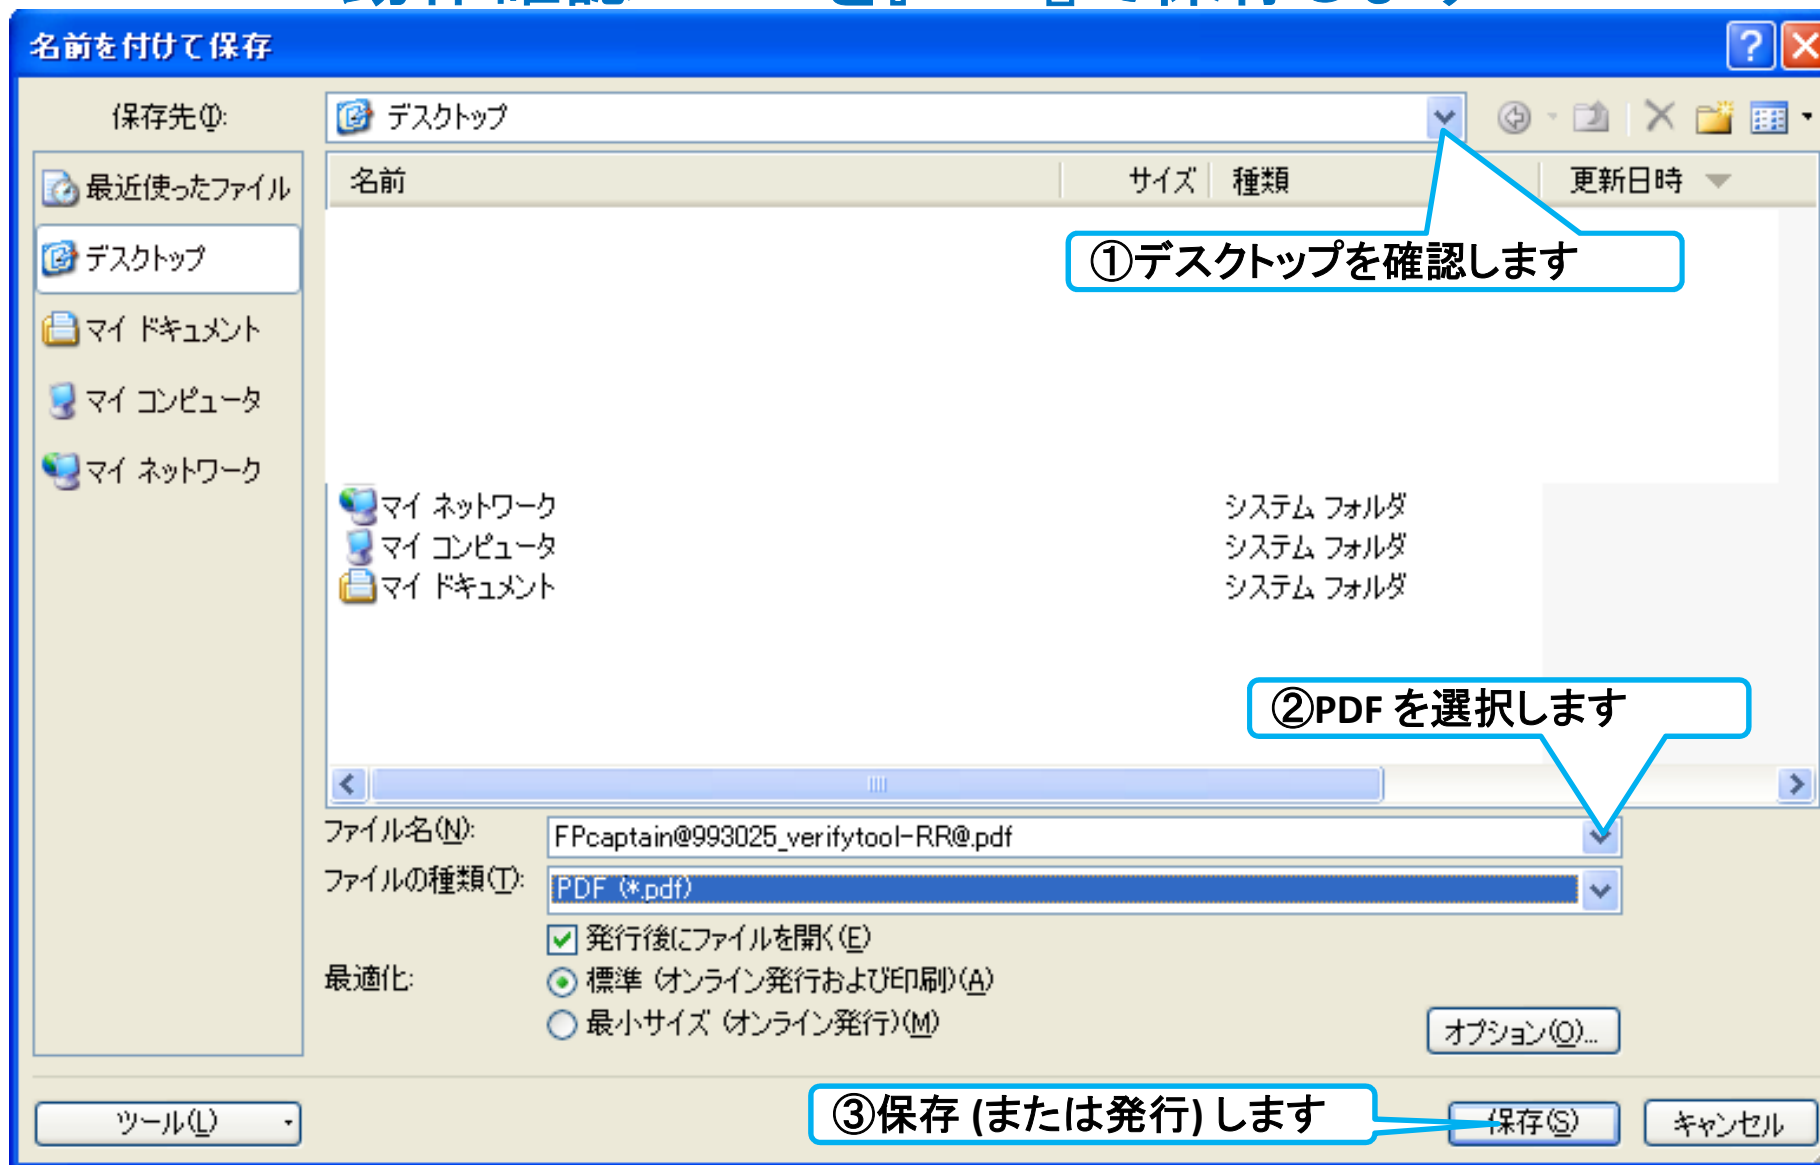 名前を付けて保存
保存先(I):
デスクトップ
最近使ったファイル
デスクトップ
マイ ドキュメント
マイ コンピュータ
マイ ネットワーク
名前 サイズ 種類 更新日時
①デスクトップを確認します
マイ ネットワーク システム フォルダ
マイ コンピュータ システム フォルダ
マイ ドキュメント システム フォルダ
②PDF を選択します
ファイル名(N): FPcaptain@993025_verifytool-RR@.pdf
ファイルの種類(T): PDF (*.pdf)
発行後にファイルを開く(E)
最適化: 標準 (オンライン発行および印刷)(A)
最小サイズ (オンライン発行)(M)
オプション(O)...
ツール(L)
③保存 (または発行) します
保存(S)
キャンセル